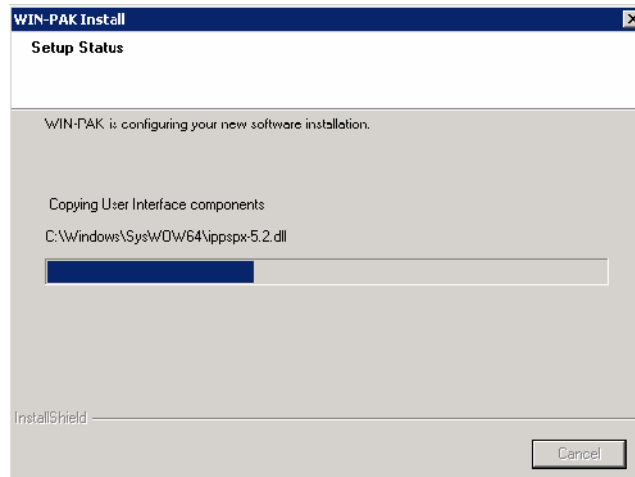 WIN-PAK Install
Setup Status
WIN-PAK is configuring your new software installation.
Copying User Interface components
C:\Windows\SysWOW64\ippspx-5.2.dll
InstallShield
Cancel